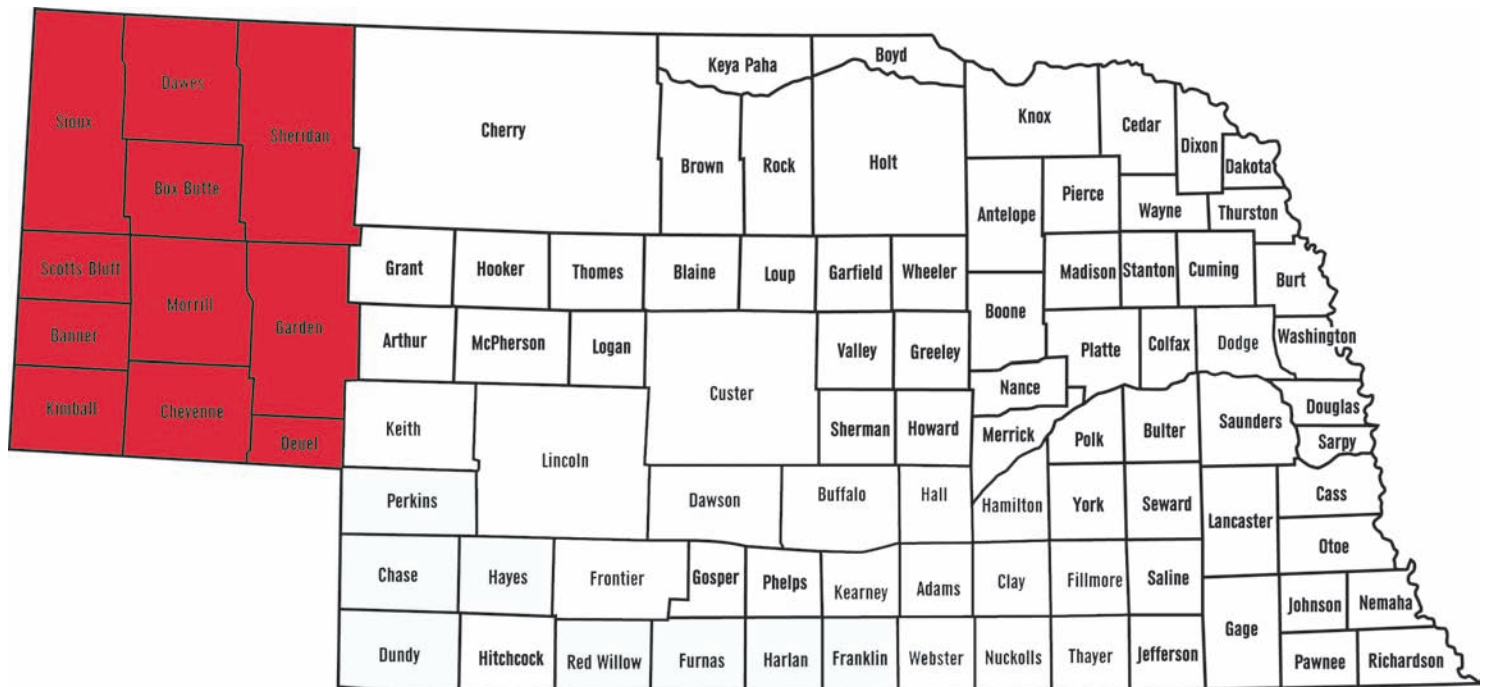 Boyd
Keya Paha
Dawes
Knox
Sioux
Cedar
Cherry
Sheridan
Dixon
Holt
Brown
Rock
Dakota
Box Butte
Pierce
Wayne
Thurston
Antelope
Scotts Bluff
Grant
Hooker
Thomes
Blaine
Loup
Garfield
Wheeler
Madison
Stanton
Cuming
Burt
Morrill
Boone
Garden
Banner
Arthur
McPherson
Logan
Valley
Greeley
Platte
Colfax
Dodge
Washington
Nance
Custer
Kimball
Cheyenne
Douglas
Keith
Sherman
Howard
Merrick
Polk
Bulter
Saunders
Deuel
Sarpy
Lincoln
Perkins
Dawson
Buffalo
Hall
Hamilton
York
Seward
Cass
Lancaster
Otoe
Chase
Hayes
Frontier
Gosper
Phelps
Kearney
Adams
Clay
Fillmore
Saline
Johnson
Nemaha
Gage
Dundy
Hitchcock
Red Willow
Furnas
Harlan
Franklin
Webster
Nuckolls
Thayer
Jefferson
Pawnee
Richardson